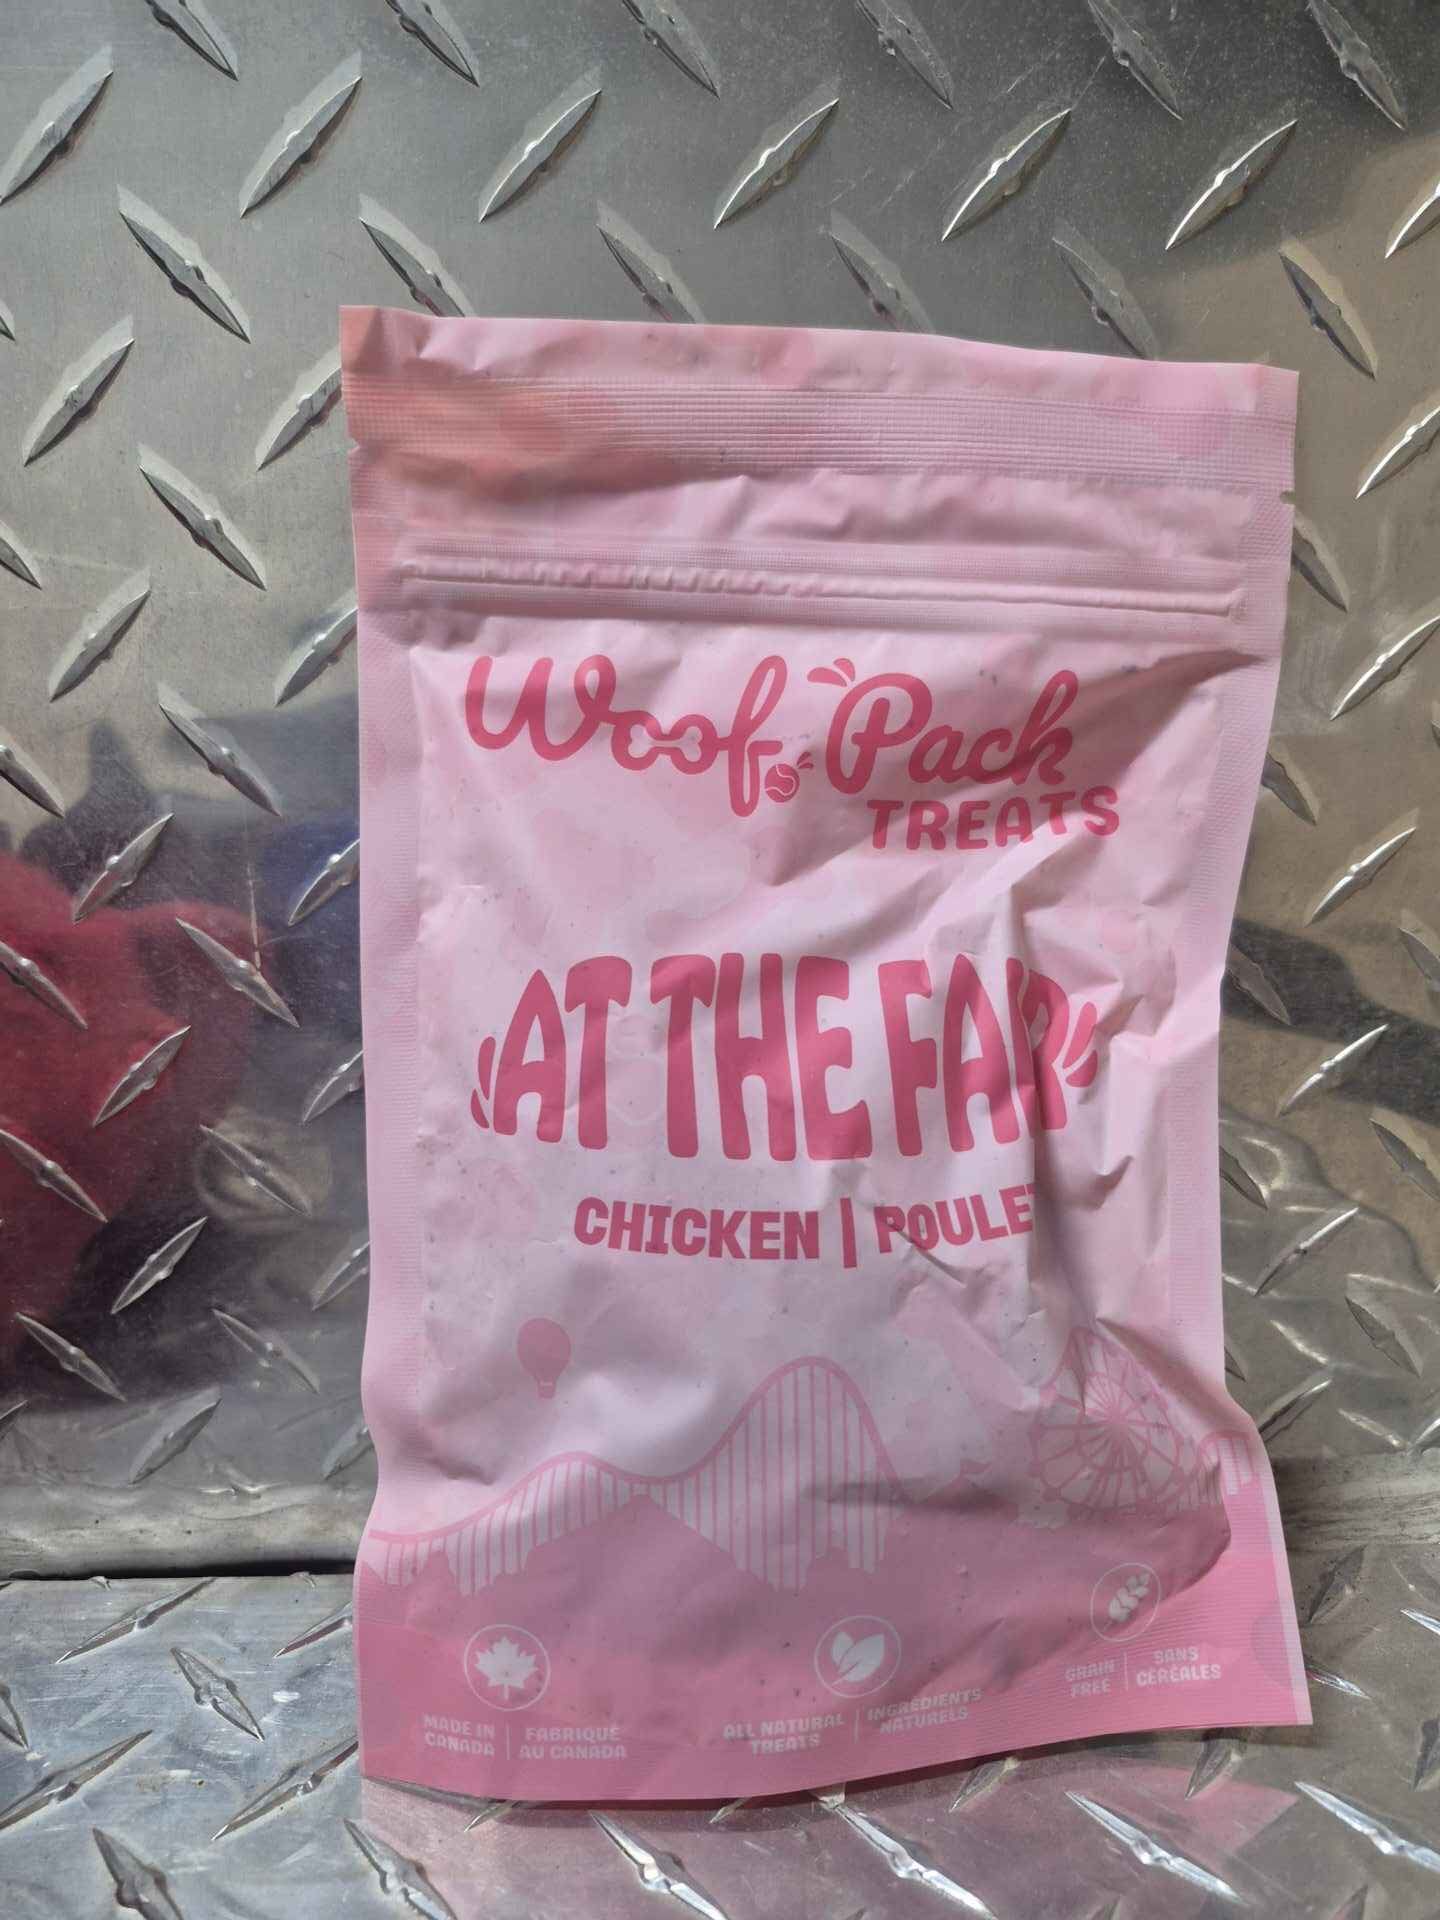 Woof Pack
TREATS
AT THE FAIR
CHICKEN | POULET
MADE IN
CANADA
FABRIQUÉ
AU CANADA
ALL NATURAL
TREATS
INGRÉDIENTS
NATURELS
GRAIN
FREE
SANS
CÉRÉALES